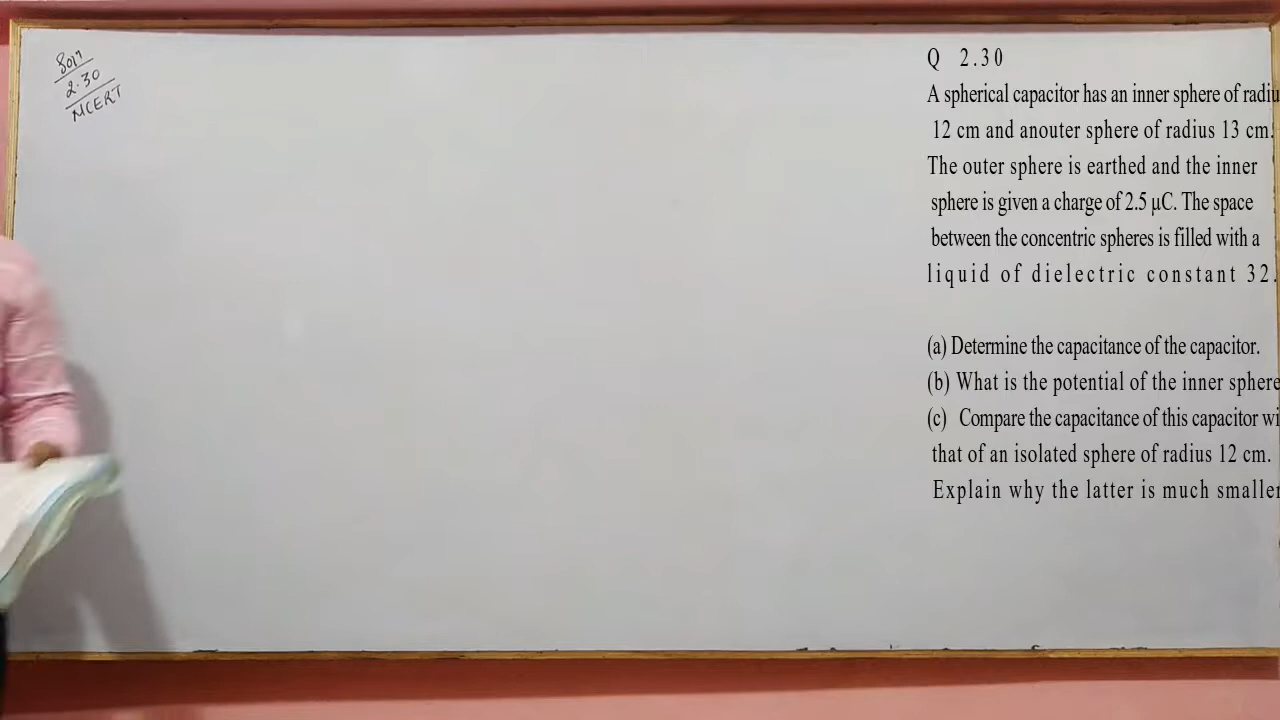 Soln
2.30
NCERT
Q 2.30
A spherical capacitor has an inner sphere of radiu
12 cm and anouter sphere of radius 13 cm.
The outer sphere is earthed and the inner
sphere is given a charge of 2.5 µC. The space
between the concentric spheres is filled with a
liquid of dielectric constant 32.
(a) Determine the capacitance of the capacitor.
(b) What is the potential of the inner sphere
(c) Compare the capacitance of this capacitor wi
that of an isolated sphere of radius 12 cm.
Explain why the latter is much smaller